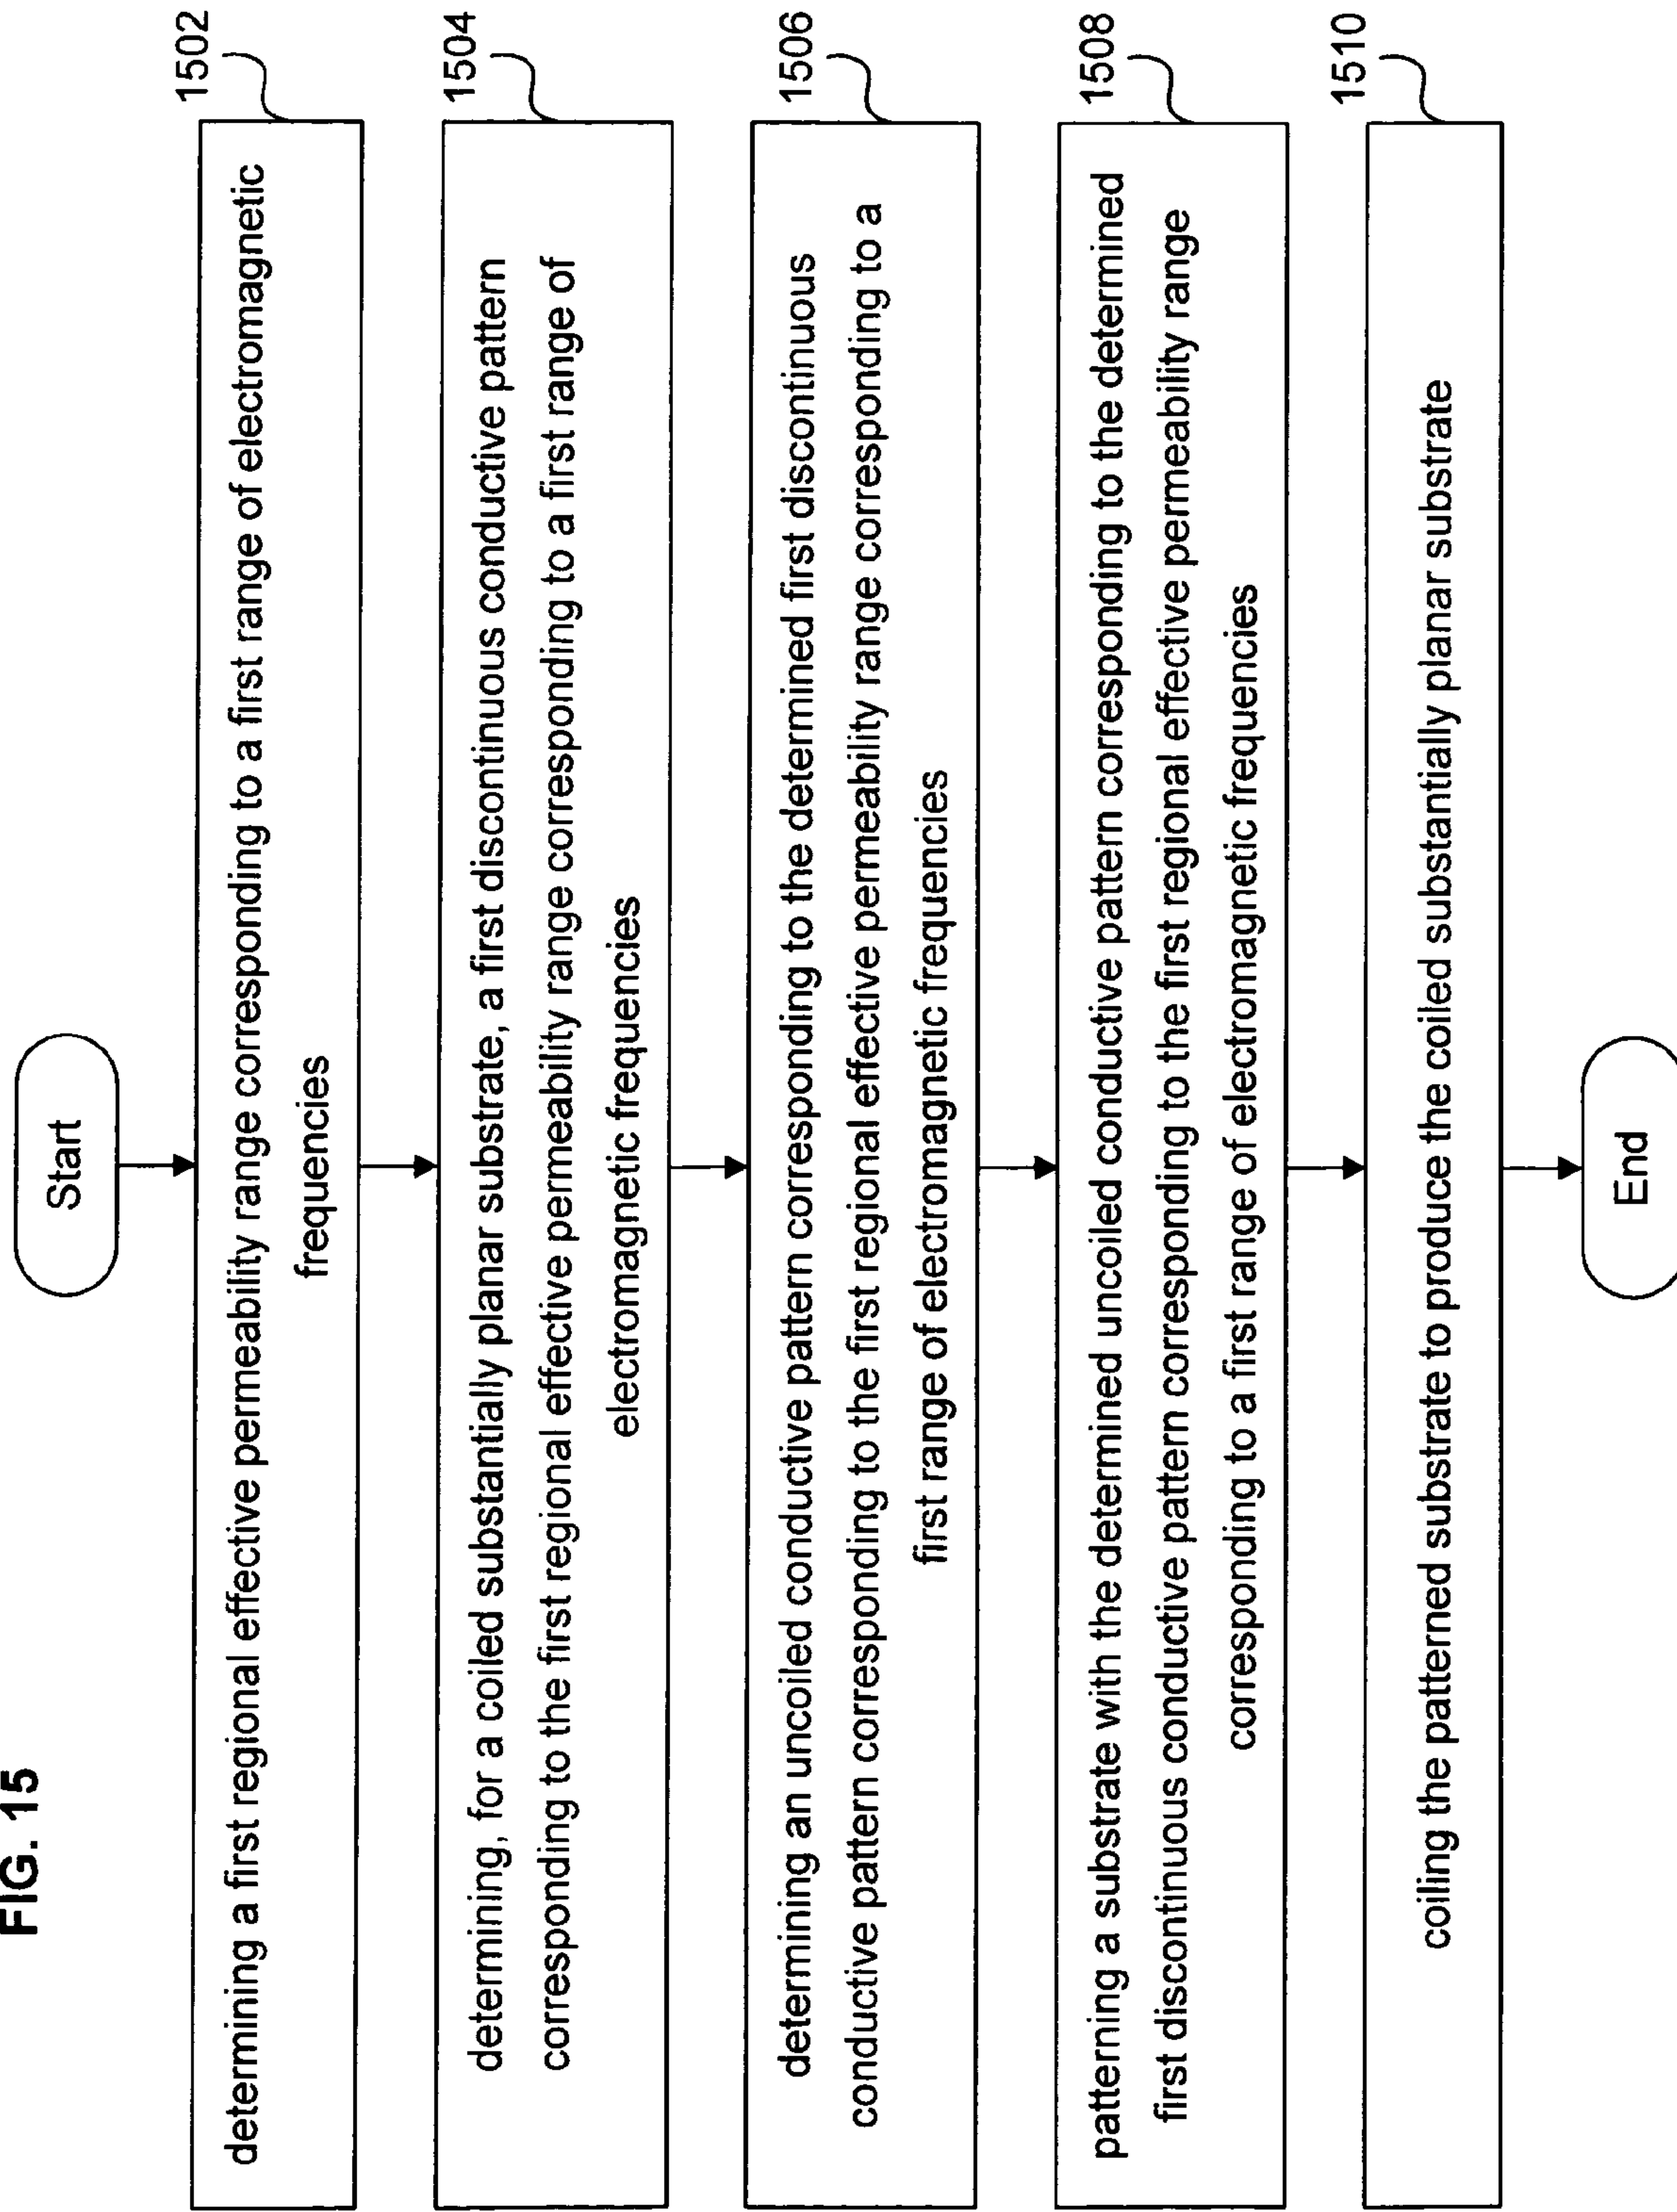 FIG. 15
Start
1502
determining a first regional effective permeability range corresponding to a first range of electromagnetic
frequencies
1504
determining, for a coiled substantially planar substrate, a first discontinuous conductive pattern
corresponding to the first regional effective permeability range corresponding to a first range of
electromagnetic frequencies
1506
determining an uncoiled conductive pattern corresponding to the determined first discontinuous
conductive pattern corresponding to the first regional effective permeability range corresponding to a
first range of electromagnetic frequencies
1508
patterning a substrate with the determined uncoiled conductive pattern corresponding to the determined
first discontinuous conductive pattern corresponding to the first regional effective permeability range
corresponding to a first range of electromagnetic frequencies
1510
coiling the patterned substrate to produce the coiled substantially planar substrate
End